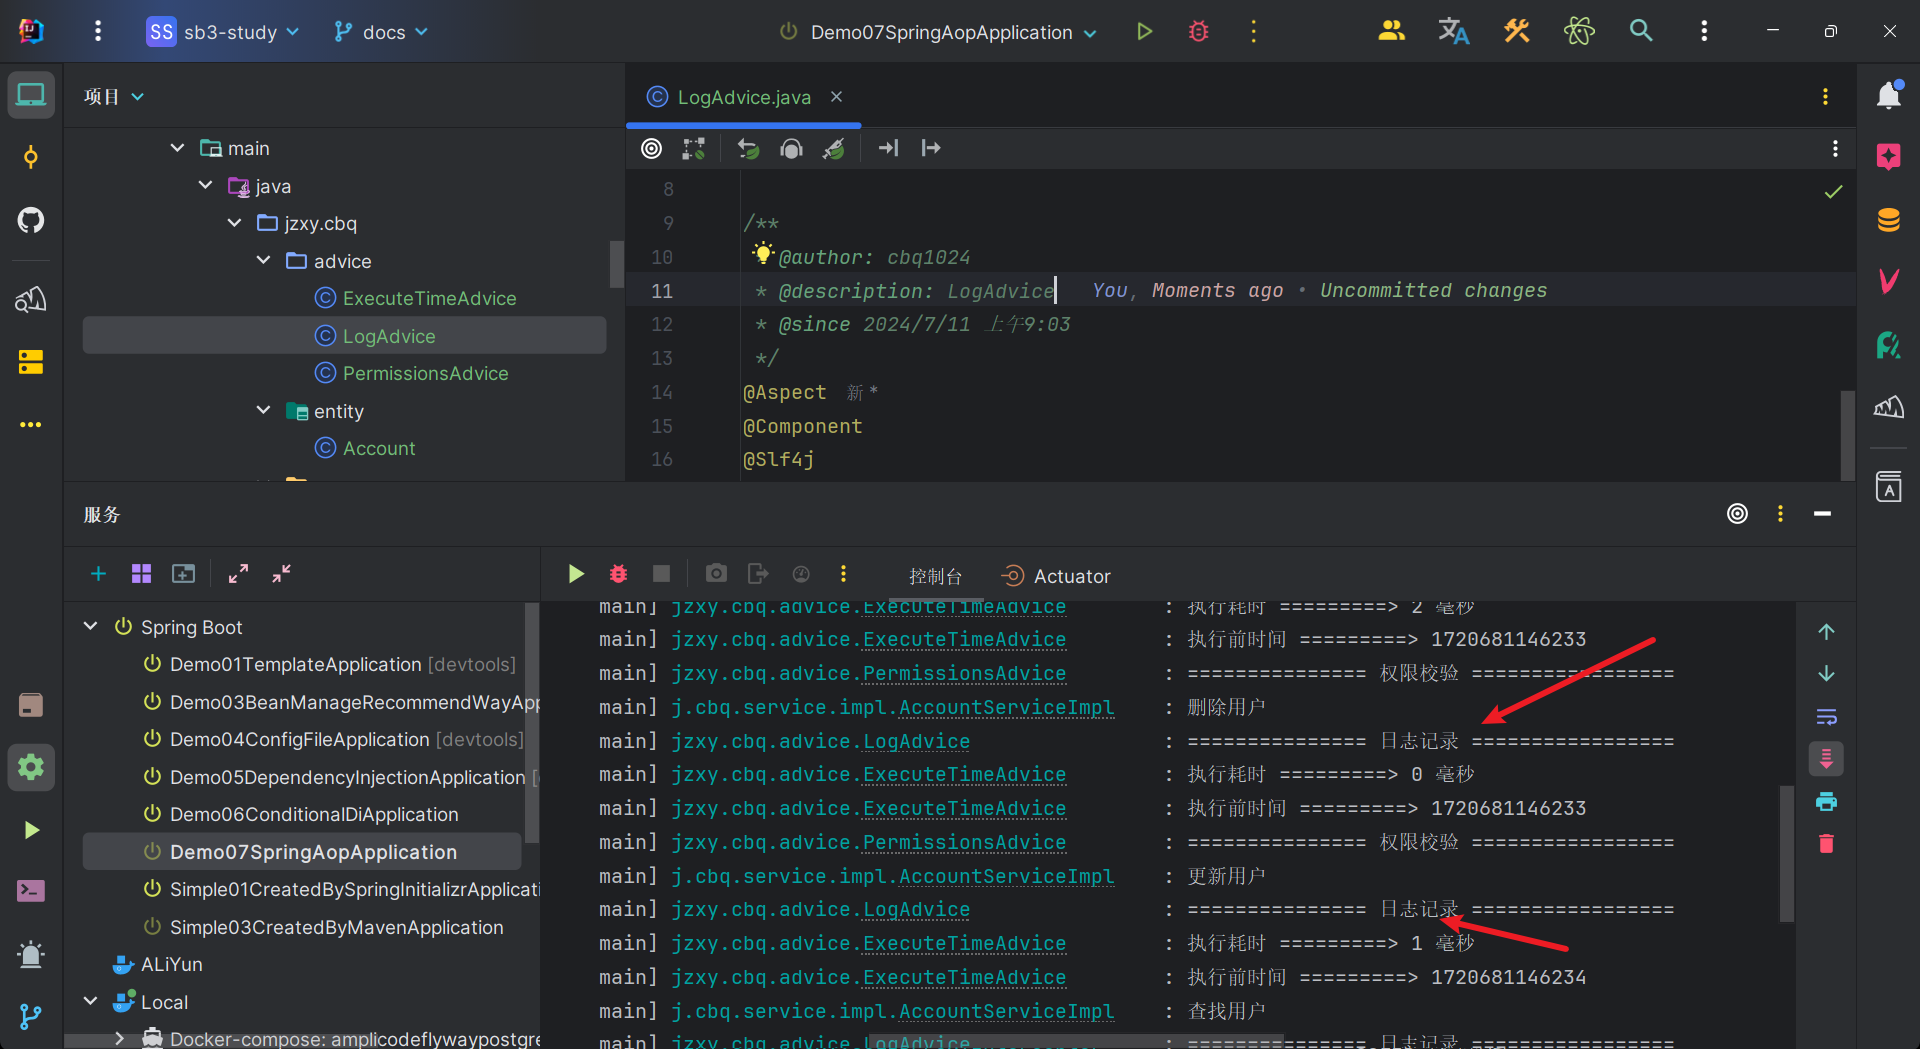 SS sb3-study docs Demo07SpringAopApplication
项目
LogAdvice.java
main
java
jzxy.cbq
advice
ExecuteTimeAdvice
LogAdvice
PermissionsAdvice
entity
Account
8
9 /**
10 @author: cbq1024
11 * @description: LogAdvice You, Moments ago • Uncommitted changes
12 * @since 2024/7/11 上午9:03
13 */
14 @Aspect 新 *
15 @Component
16 @Slf4j
服务
控制台 Actuator
Spring Boot
Demo01TemplateApplication [devtools]
Demo03BeanManageRecommendWayApp
Demo04ConfigFileApplication [devtools]
Demo05DependencyInjectionApplication [
Demo06ConditionalDiApplication
Demo07SpringAopApplication
Simple01CreatedBySpringInitializrApplicati
Simple03CreatedByMavenApplication
ALiYun
Local
Docker-compose: amplicodeflywaypostgre
main] jzxy.cbq.advice.ExecuteTimeAdvice : 执行耗时 =========> 2 毫秒
main] jzxy.cbq.advice.ExecuteTimeAdvice : 执行前时间 =========> 1720681146233
main] jzxy.cbq.advice.PermissionsAdvice : =============== 权限校验 =================
main] j.cbq.service.impl.AccountServiceImpl : 删除用户
main] jzxy.cbq.advice.LogAdvice : =============== 日志记录 =================
main] jzxy.cbq.advice.ExecuteTimeAdvice : 执行耗时 =========> 0 毫秒
main] jzxy.cbq.advice.ExecuteTimeAdvice : 执行前时间 =========> 1720681146233
main] jzxy.cbq.advice.PermissionsAdvice : =============== 权限校验 =================
main] j.cbq.service.impl.AccountServiceImpl : 更新用户
main] jzxy.cbq.advice.LogAdvice : =============== 日志记录 =================
main] jzxy.cbq.advice.ExecuteTimeAdvice : 执行耗时 =========> 1 毫秒
main] jzxy.cbq.advice.ExecuteTimeAdvice : 执行前时间 =========> 1720681146234
main] j.cbq.service.impl.AccountServiceImpl : 查找用户
main] jzxy.cbq.advice.LogAdvice : =============== 日志记录 =================